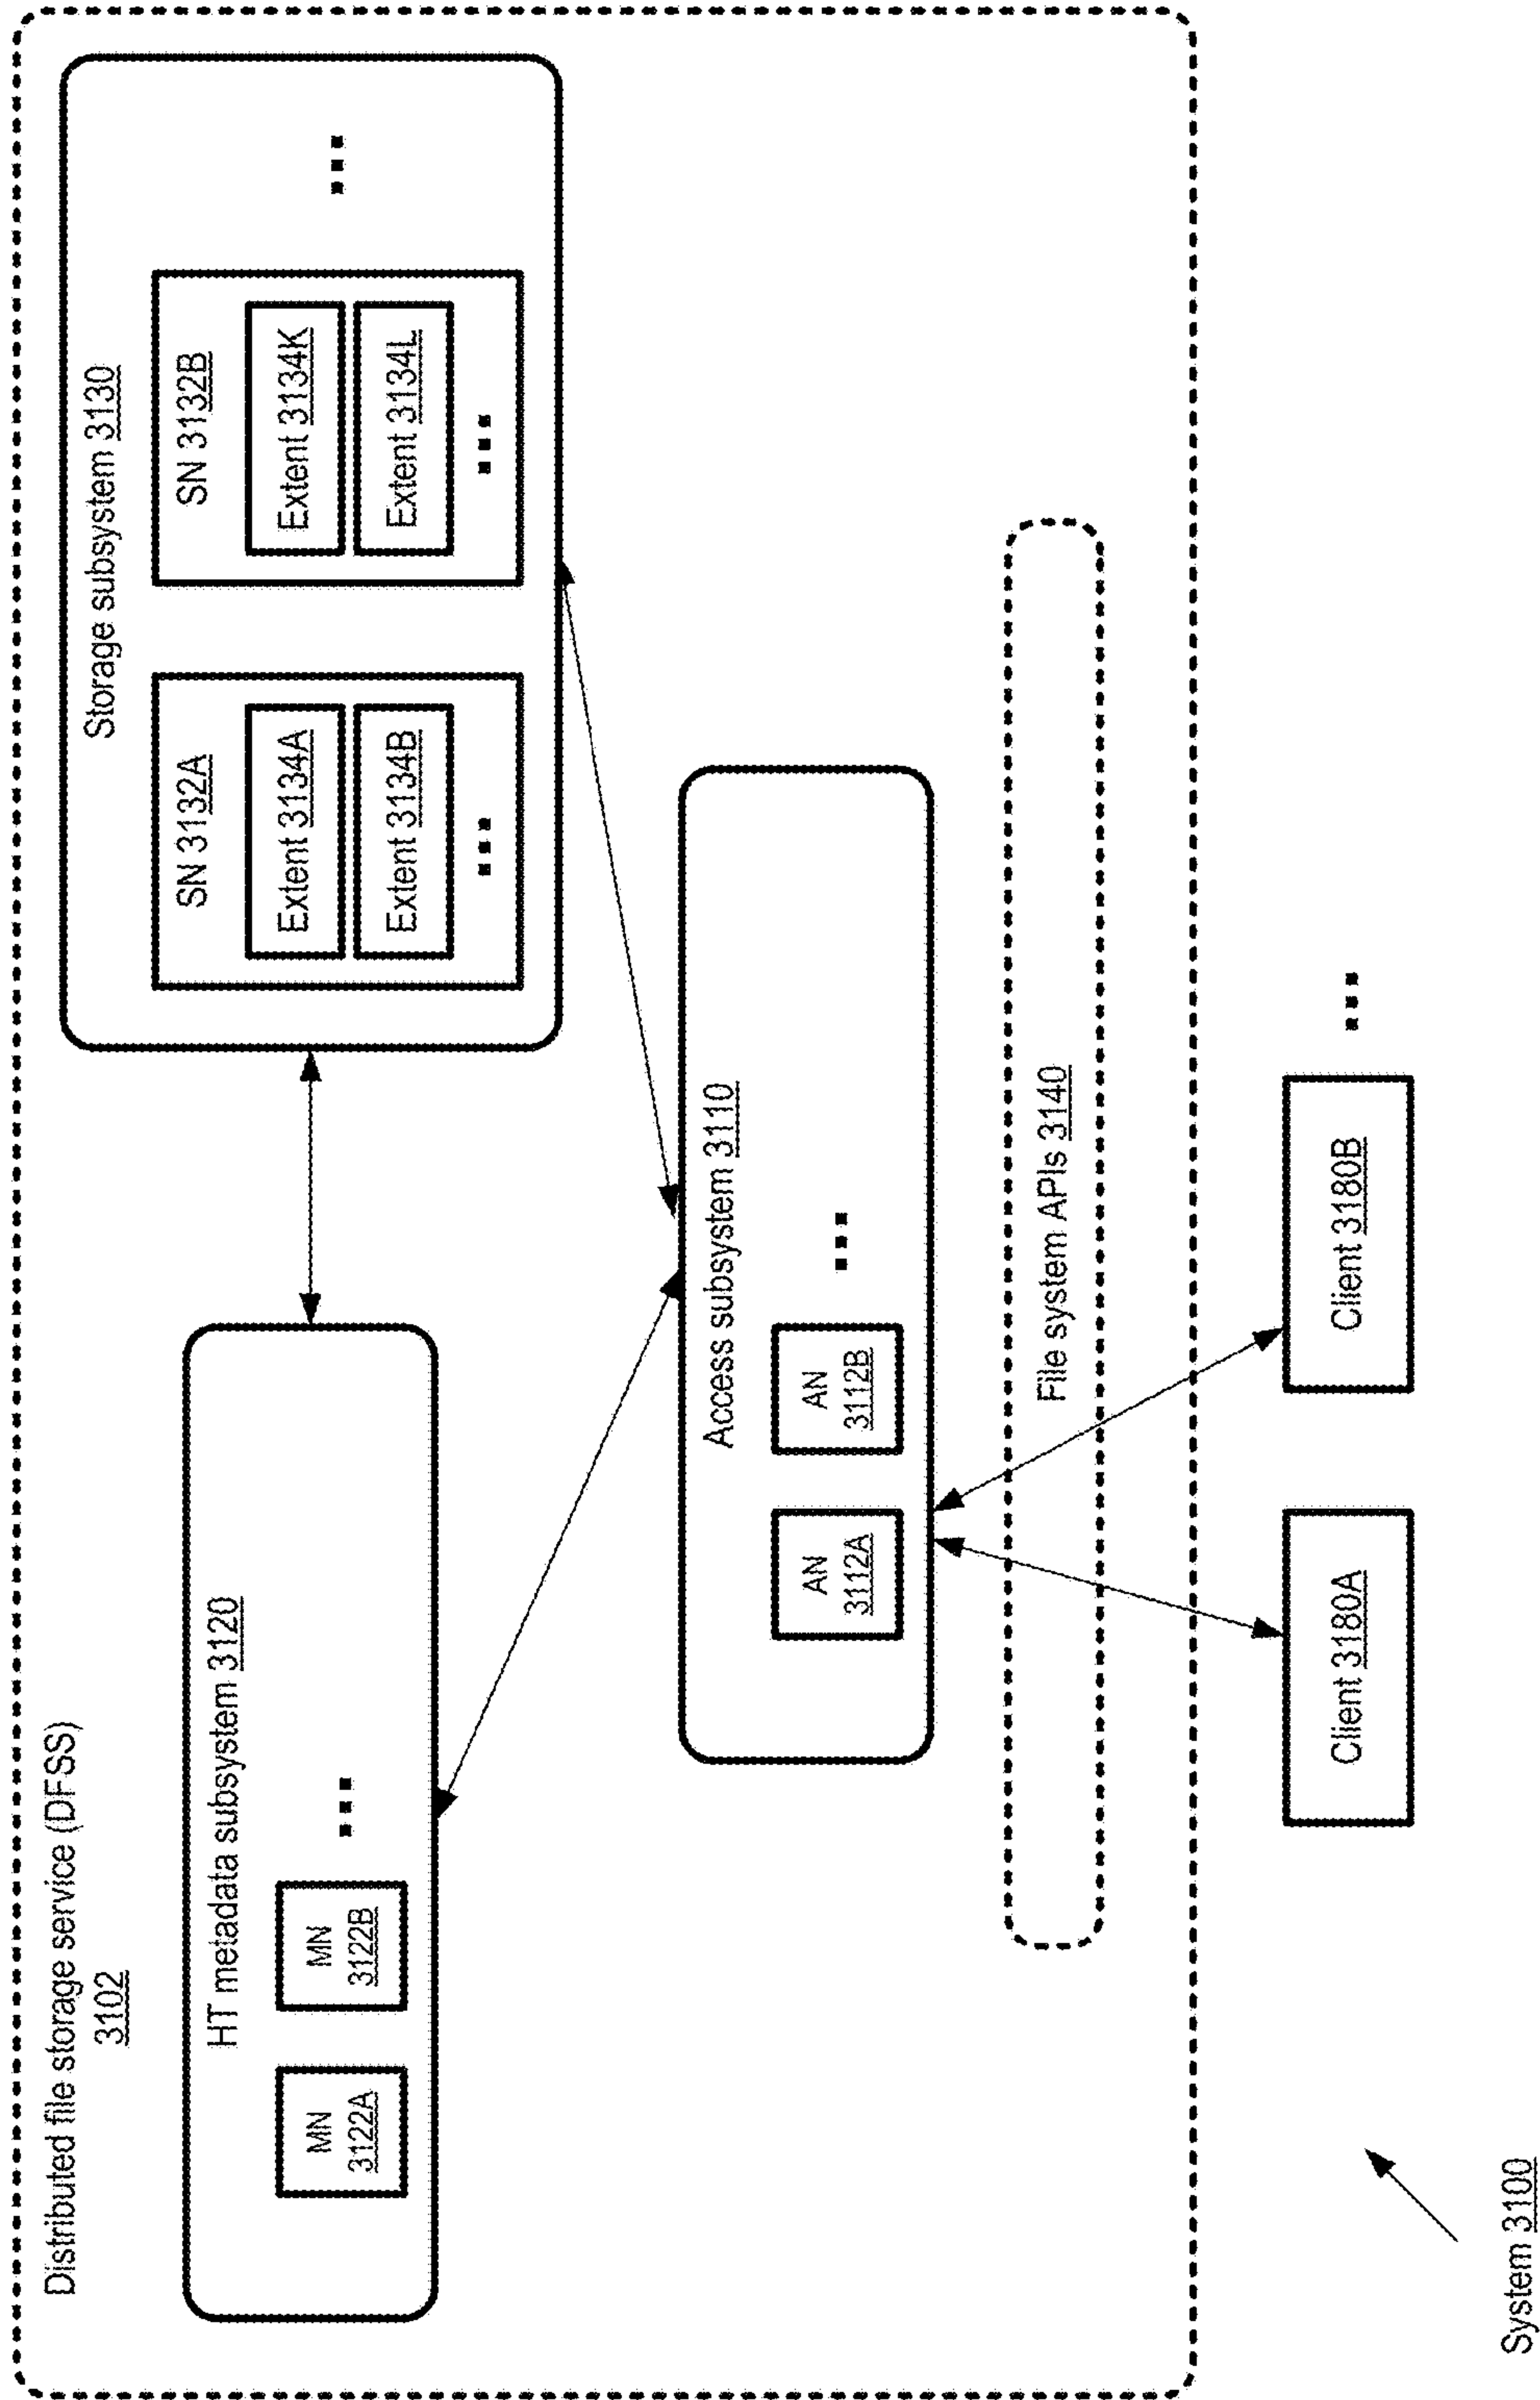 Distributed file storage service (DFSS)
3102
HT metadata subsystem 3120
MN
3122A
MN
3122B
...
Storage subsystem 3130
SN 3132A
Extent 3134A
Extent 3134B
...
SN 3132B
Extent 3134K
Extent 3134L
...
...
Access subsystem 3110
AN
3112A
AN
3112B
...
File system APIs 3140
Client 3180A
Client 3180B
...
System 3100